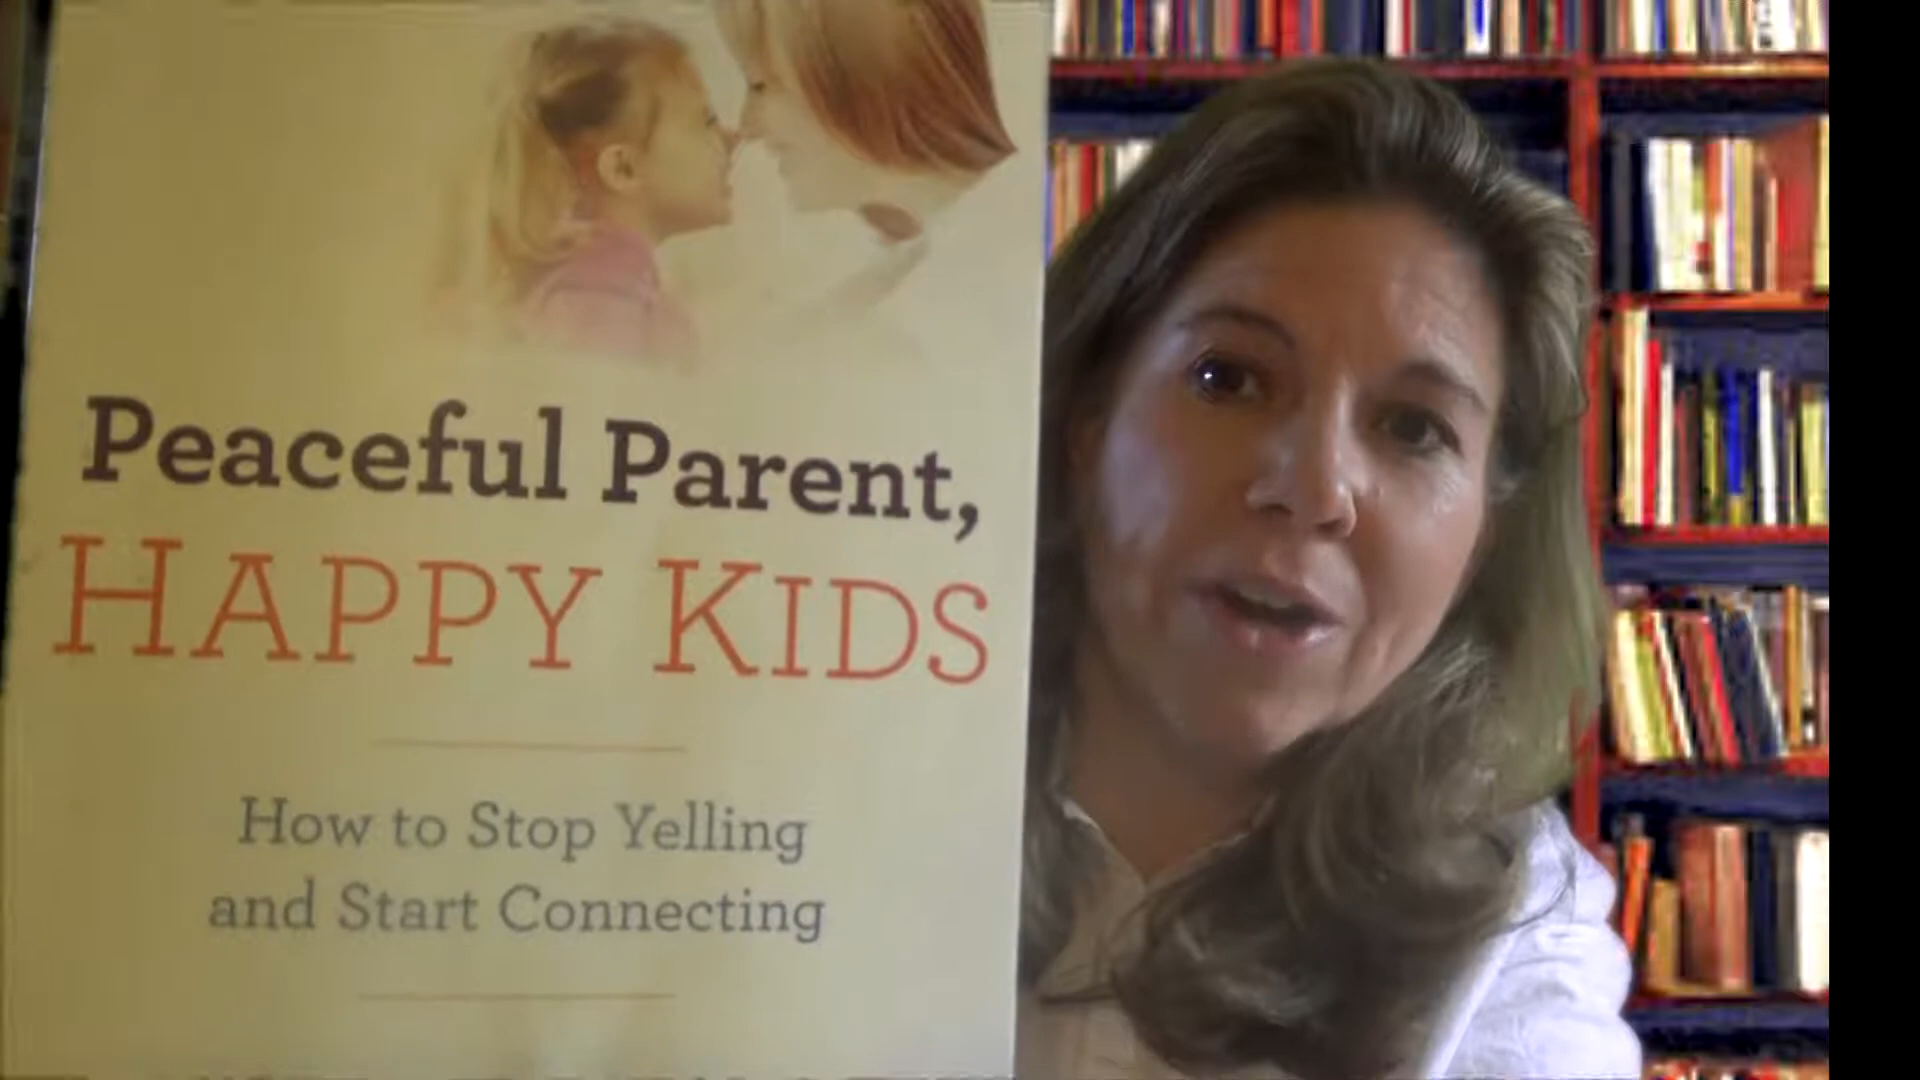 Peaceful Parent,
HAPPY KIDS
How to Stop Yelling
and Start Connecting